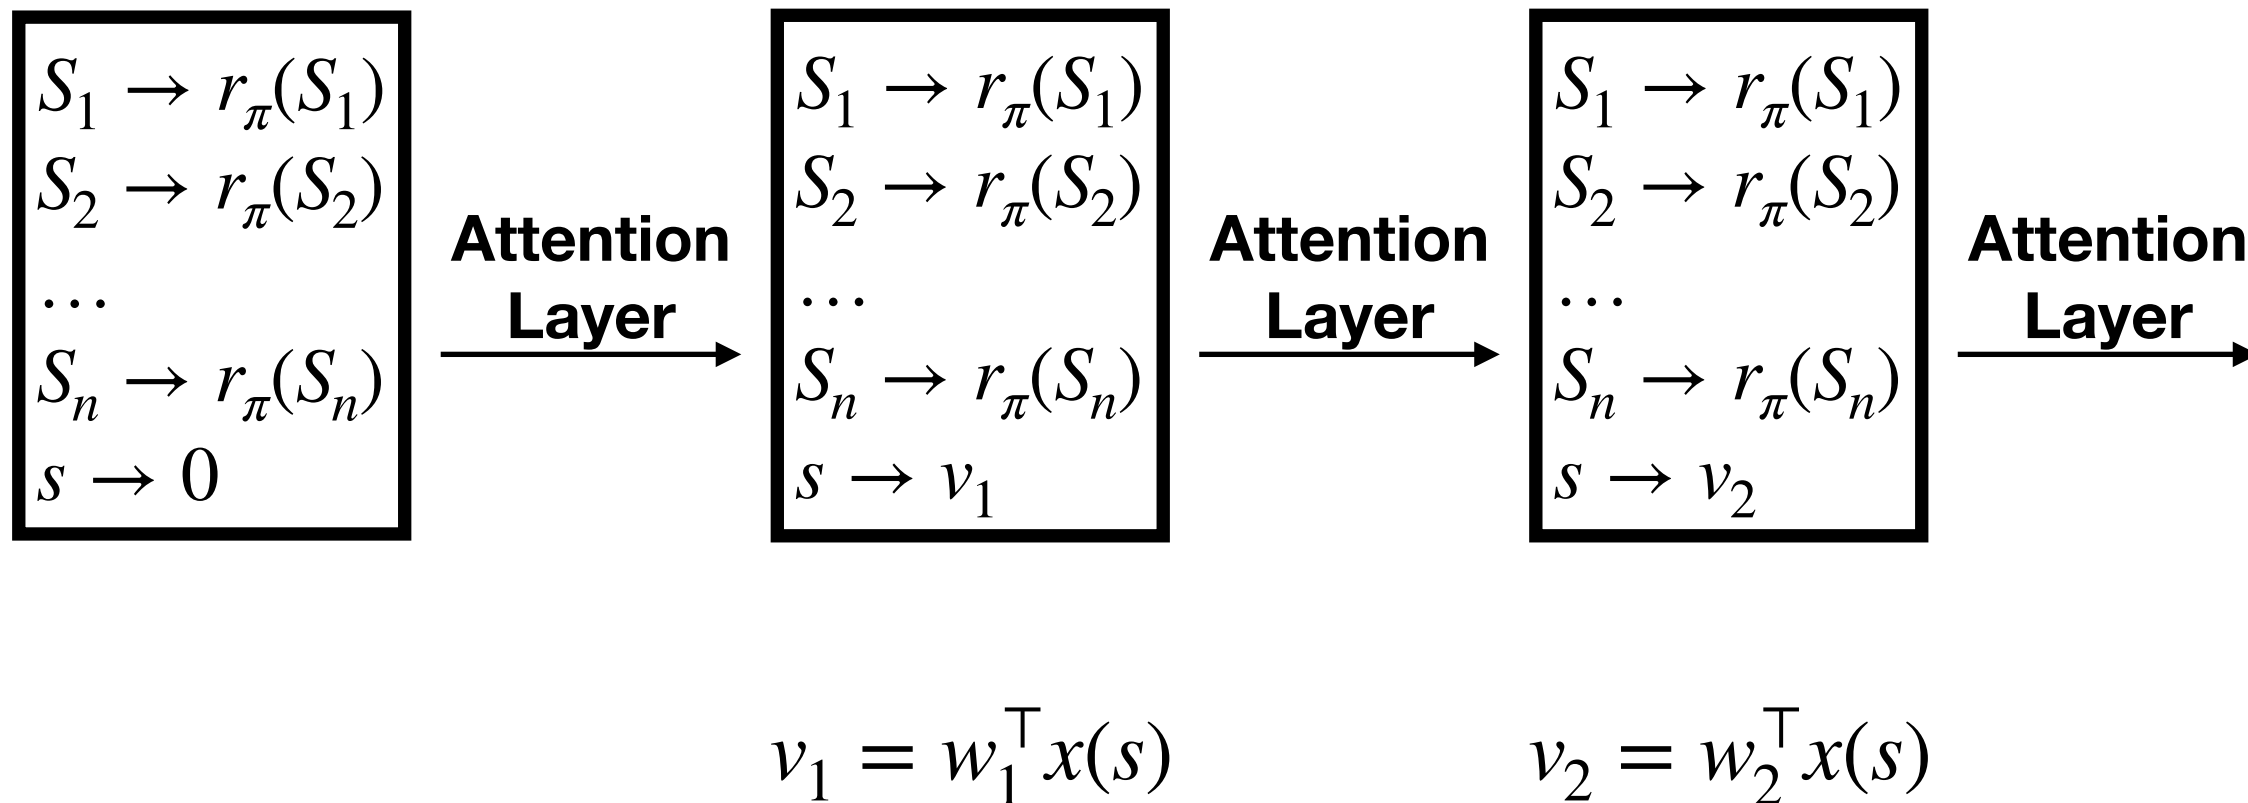 S₁ → r_π(S₁)
S₂ → r_π(S₂)
…
Sₙ → r_π(Sₙ)
s → 0
Attention
Layer
S₁ → r_π(S₁)
S₂ → r_π(S₂)
…
Sₙ → r_π(Sₙ)
s → v₁
Attention
Layer
S₁ → r_π(S₁)
S₂ → r_π(S₂)
…
Sₙ → r_π(Sₙ)
s → v₂
Attention
Layer
v₁ = w₁^⊤x(s)
v₂ = w₂^⊤x(s)